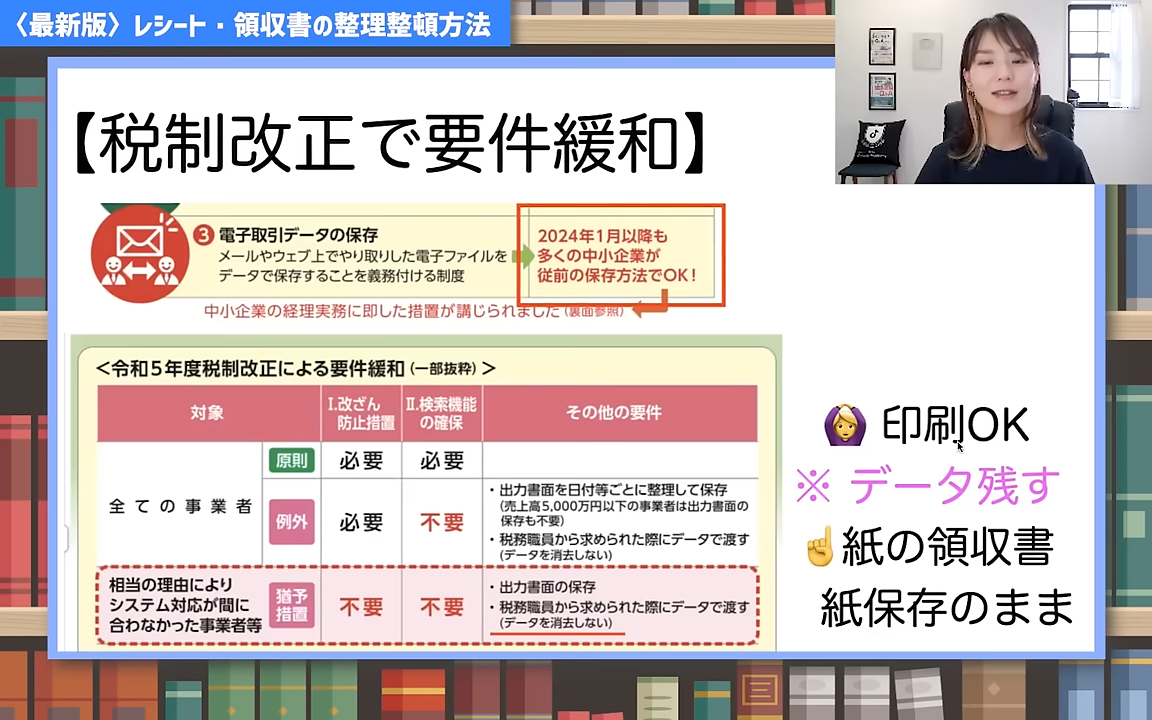 〈最新版〉レシート・領収書の整理整頓方法
【税制改正で要件緩和】
3 電子取引データの保存
メールやウェブ上でやり取りした電子ファイルを
データで保存することを義務付ける制度
2024年1月以降も
多くの中小企業が
従前の保存方法でOK!
中小企業の経理実務に即した措置が講じられました(裏面参照)
<令和5年度税制改正による要件緩和(一部抜粋)>
対象
Ⅰ.改ざん
防止措置
Ⅱ.検索機能
の確保
その他の要件
全ての事業者
原則
必要
必要
例外
必要
不要
・出力書面を日付等ごとに整理して保存
(売上高5,000万円以下の事業者は出力書面の
保存も不要)
・税務職員から求められた際にデータで渡す
(データを消去しない)
相当の理由により
システム対応が間に
合わなかった事業者等
猶予
措置
不要
不要
・出力書面の保存
・税務職員から求められた際にデータで渡す
(データを消去しない)
🙆 印刷OK
※ データ残す
☝紙の領収書
紙保存のまま